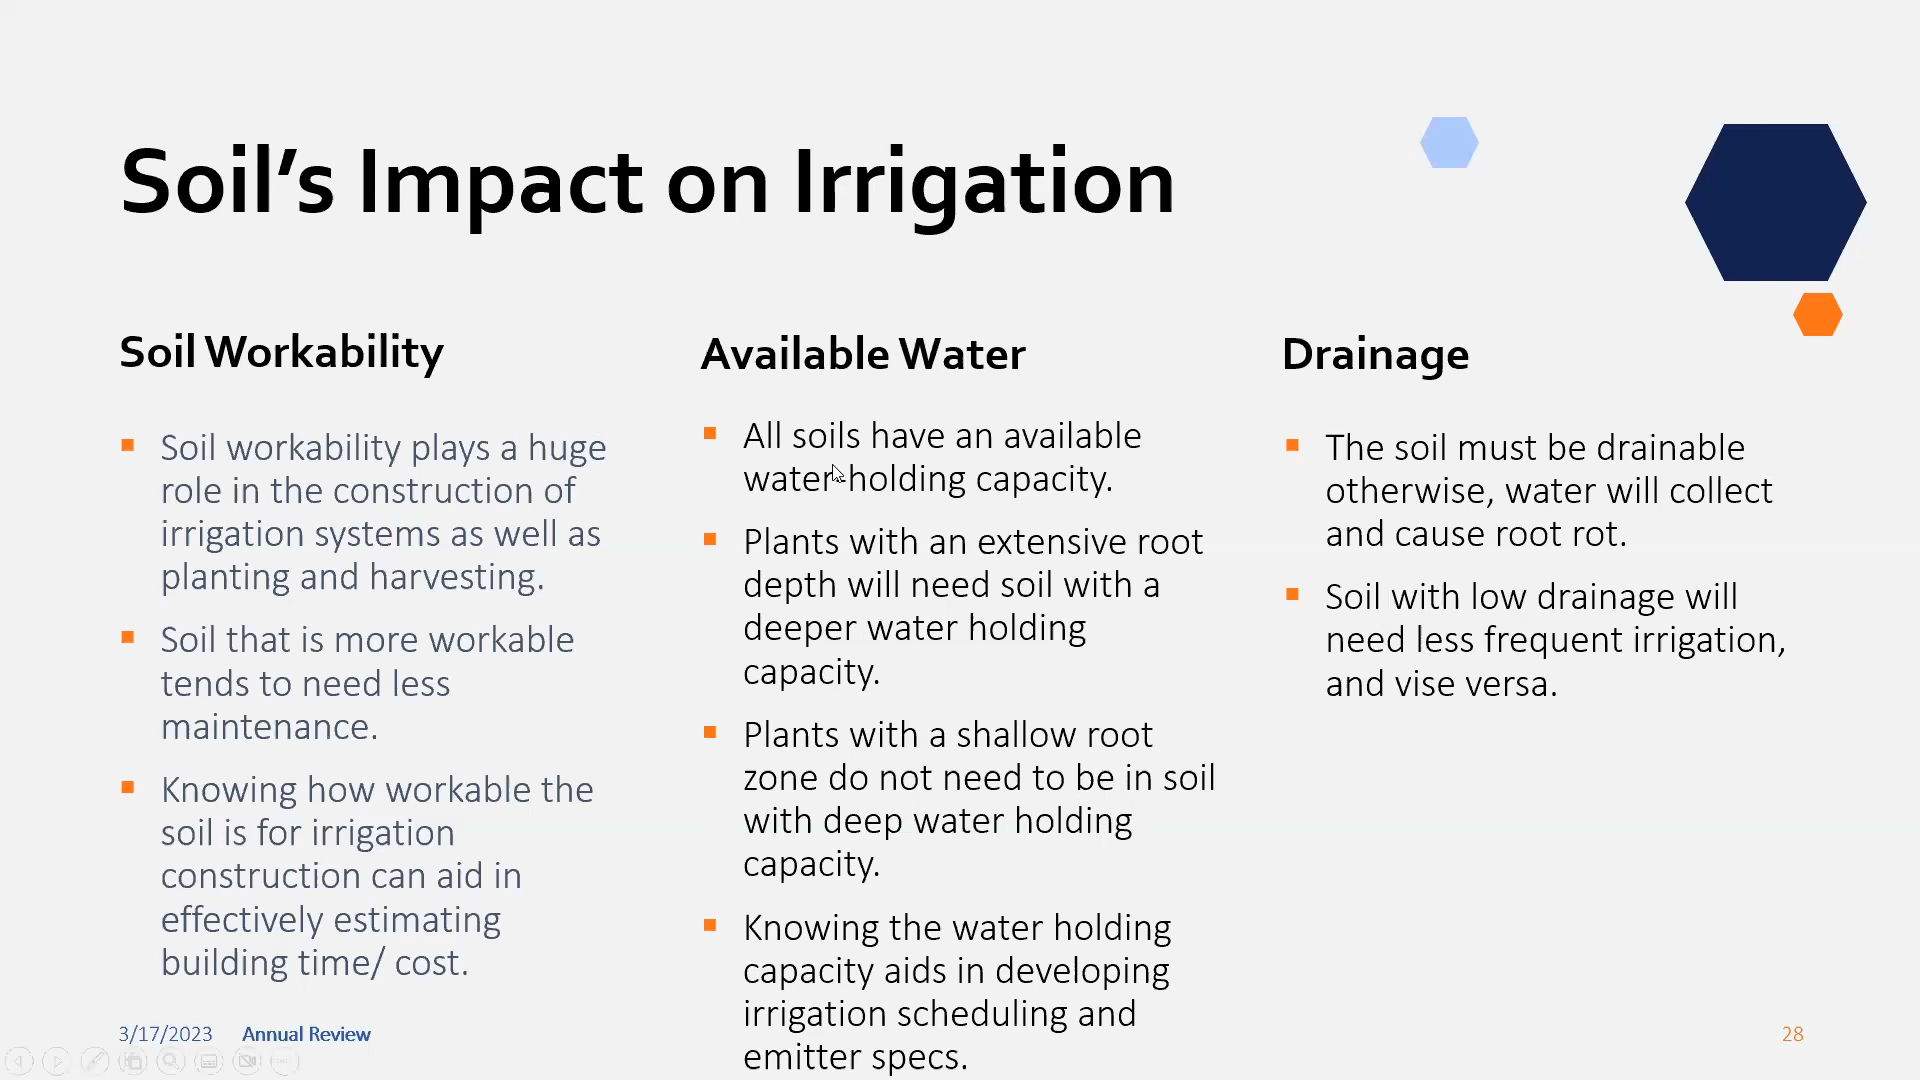 Soil's Impact on Irrigation
Soil Workability
Soil workability plays a huge
role in the construction of
irrigation systems as well as
planting and harvesting.
Soil that is more workable
tends to need less
maintenance.
Knowing how workable the
soil is for irrigation
construction can aid in
effectively estimating
building time/ cost.
Available Water
All soils have an available
water holding capacity.
Plants with an extensive root
depth will need soil with a
deeper water holding
capacity.
Plants with a shallow root
zone do not need to be in soil
with deep water holding
capacity.
Knowing the water holding
capacity aids in developing
irrigation scheduling and
emitter specs.
Drainage
The soil must be drainable
otherwise, water will collect
and cause root rot.
Soil with low drainage will
need less frequent irrigation,
and vise versa.
3/17/2023 Annual Review
28